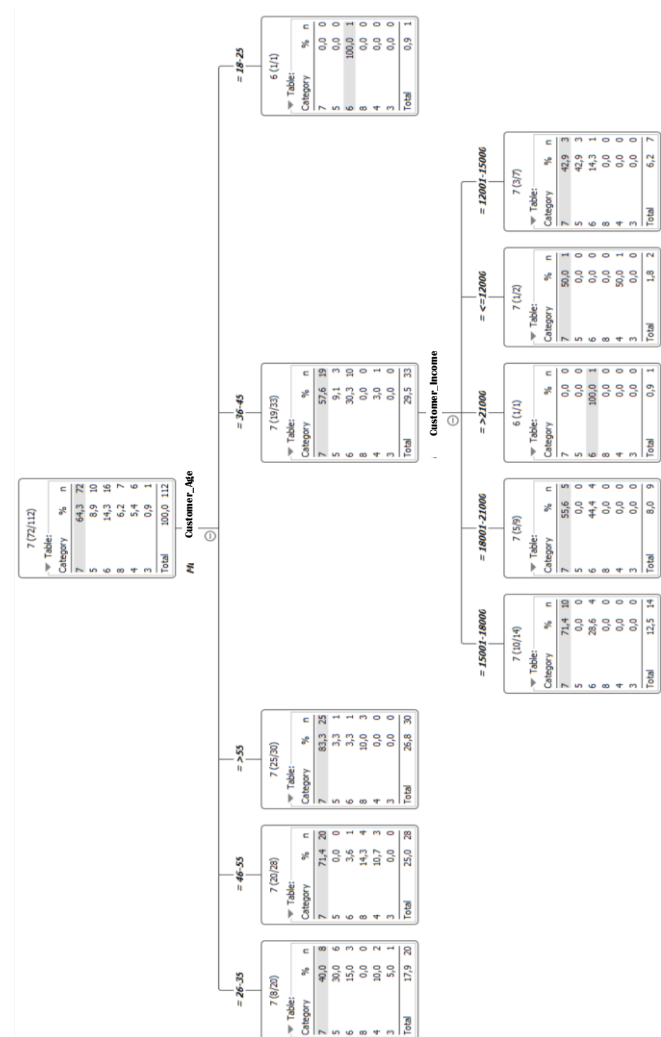 7 (72/112)
Table:
Category % n
7 64,3 72
5 8,9 10
6 14,3 16
8 6,2 7
4 5,4 6
3 0,9 1
Total 100,0 112
Customer_Age
= 26-35
7 (8/20)
Table:
Category % n
7 40,0 8
5 30,0 6
6 15,0 3
8 0,0 0
4 10,0 2
3 5,0 1
Total 17,9 20
= 46-55
7 (20/28)
Table:
Category % n
7 71,4 20
5 0,0 0
6 3,6 1
8 14,3 4
4 10,7 3
3 0,0 0
Total 25,0 28
= >55
7 (25/30)
Table:
Category % n
7 83,3 25
5 3,3 1
6 3,3 1
8 10,0 3
4 0,0 0
3 0,0 0
Total 26,8 30
= 36-45
7 (19/33)
Table:
Category % n
7 57,6 19
5 9,1 3
6 30,3 10
8 0,0 0
4 3,0 1
3 0,0 0
Total 29,5 33
= 18-25
6 (1/1)
Table:
Category % n
7 0,0 0
5 0,0 0
6 100,0 1
8 0,0 0
4 0,0 0
3 0,0 0
Total 0,9 1
Customer_Income
= 15001-18000
7 (10/14)
Table:
Category % n
7 71,4 10
5 0,0 0
6 28,6 4
8 0,0 0
4 0,0 0
3 0,0 0
Total 12,5 14
= 18001-21000
7 (5/9)
Table:
Category % n
7 55,6 5
5 0,0 0
6 44,4 4
8 0,0 0
4 0,0 0
3 0,0 0
Total 8,0 9
= >21000
6 (1/1)
Table:
Category % n
7 0,0 0
5 0,0 0
6 100,0 1
8 0,0 0
4 0,0 0
3 0,0 0
Total 0,9 1
= <=12000
7 (1/2)
Table:
Category % n
7 50,0 1
5 0,0 0
6 0,0 0
8 0,0 0
4 50,0 1
3 0,0 0
Total 1,8 2
= 12001-15000
7 (3/7)
Table:
Category % n
7 42,9 3
5 42,9 3
6 14,3 1
8 0,0 0
4 0,0 0
3 0,0 0
Total 6,2 7